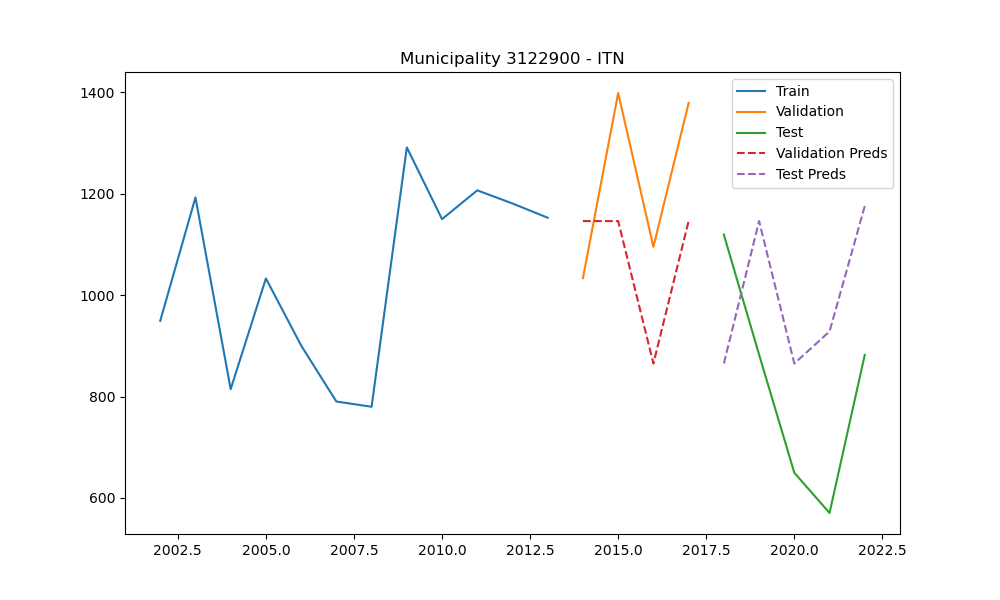 Municipality 3122900 - ITN
1400
1200
1000
800
600
Train
Validation
Test
Validation Preds
Test Preds
2002.5 2005.0 2007.5 2010.0 2012.5 2015.0 2017.5 2020.0 2022.5